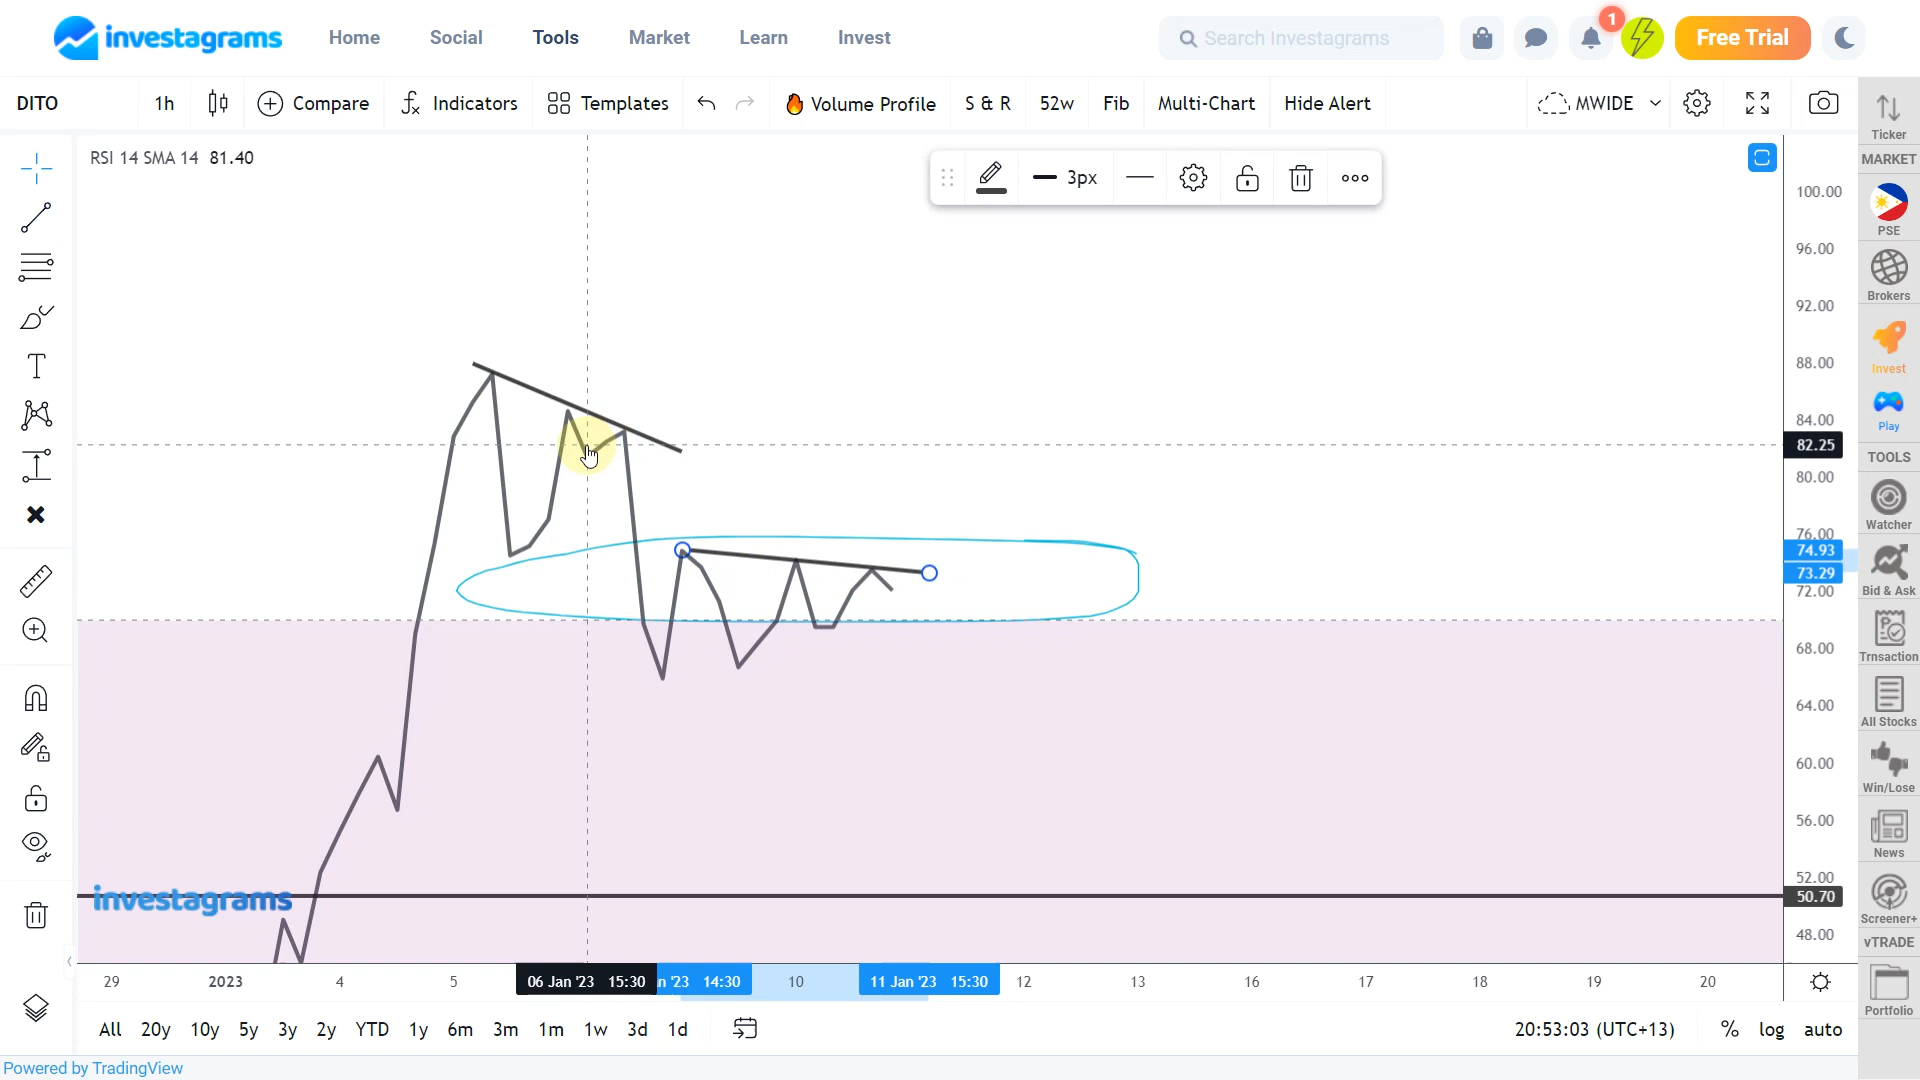 investagrams Home Social Tools Market Learn Invest Search Investagrams 1 Free Trial
DITO 1h Compare Indicators Templates Volume Profile S & R 52w Fib Multi-Chart Hide Alert MWIDE
RSI 14 SMA 14 81.40
3px
100.00
96.00
92.00
88.00
84.00
82.25
80.00
76.00
74.93
73.29
72.00
68.00
64.00
60.00
56.00
52.00
50.70
48.00
investagrams
29 2023 4 5 06 Jan '23 15:30 '23 14:30 10 11 Jan '23 15:30 12 13 16 17 18 19 20
All 20y 10y 5y 3y 2y YTD 1y 6m 3m 1m 1w 3d 1d 20:53:03 (UTC+13) % log auto
Powered by TradingView
Ticker
MARKET
PSE
Brokers
Invest
Play
TOOLS
Watcher
Bid & Ask
Trnsaction
All Stocks
Win/Lose
News
Screener+
vTRADE
Portfolio